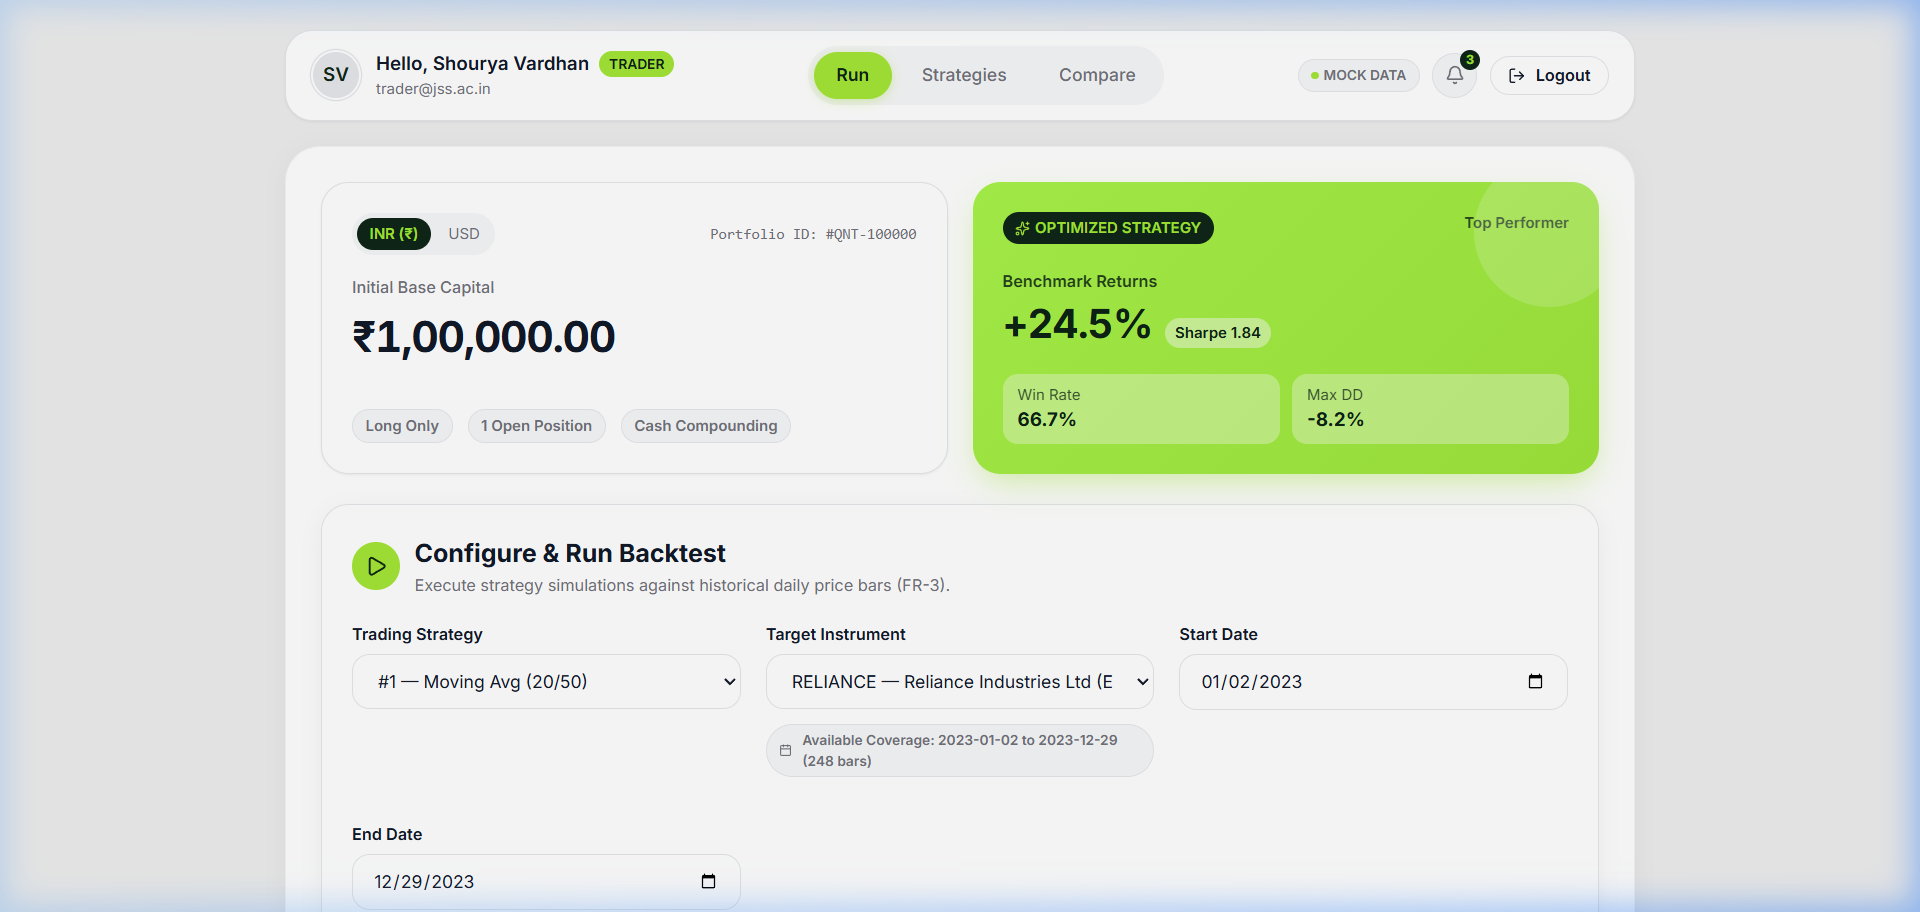 SV
Hello, Shourya Vardhan TRADER
trader@jss.ac.in
Run
Strategies
Compare
MOCK DATA
3
Logout
INR (₹)
USD
Portfolio ID: #QNT-100000
Initial Base Capital
₹1,00,000.00
Long Only
1 Open Position
Cash Compounding
OPTIMIZED STRATEGY
Top Performer
Benchmark Returns
+24.5%
Sharpe 1.84
Win Rate
66.7%
Max DD
-8.2%
Configure & Run Backtest
Execute strategy simulations against historical daily price bars (FR-3).
Trading Strategy
#1 — Moving Avg (20/50)
Target Instrument
RELIANCE — Reliance Industries Ltd (E
Available Coverage: 2023-01-02 to 2023-12-29
(248 bars)
Start Date
01/02/2023
End Date
12/29/2023